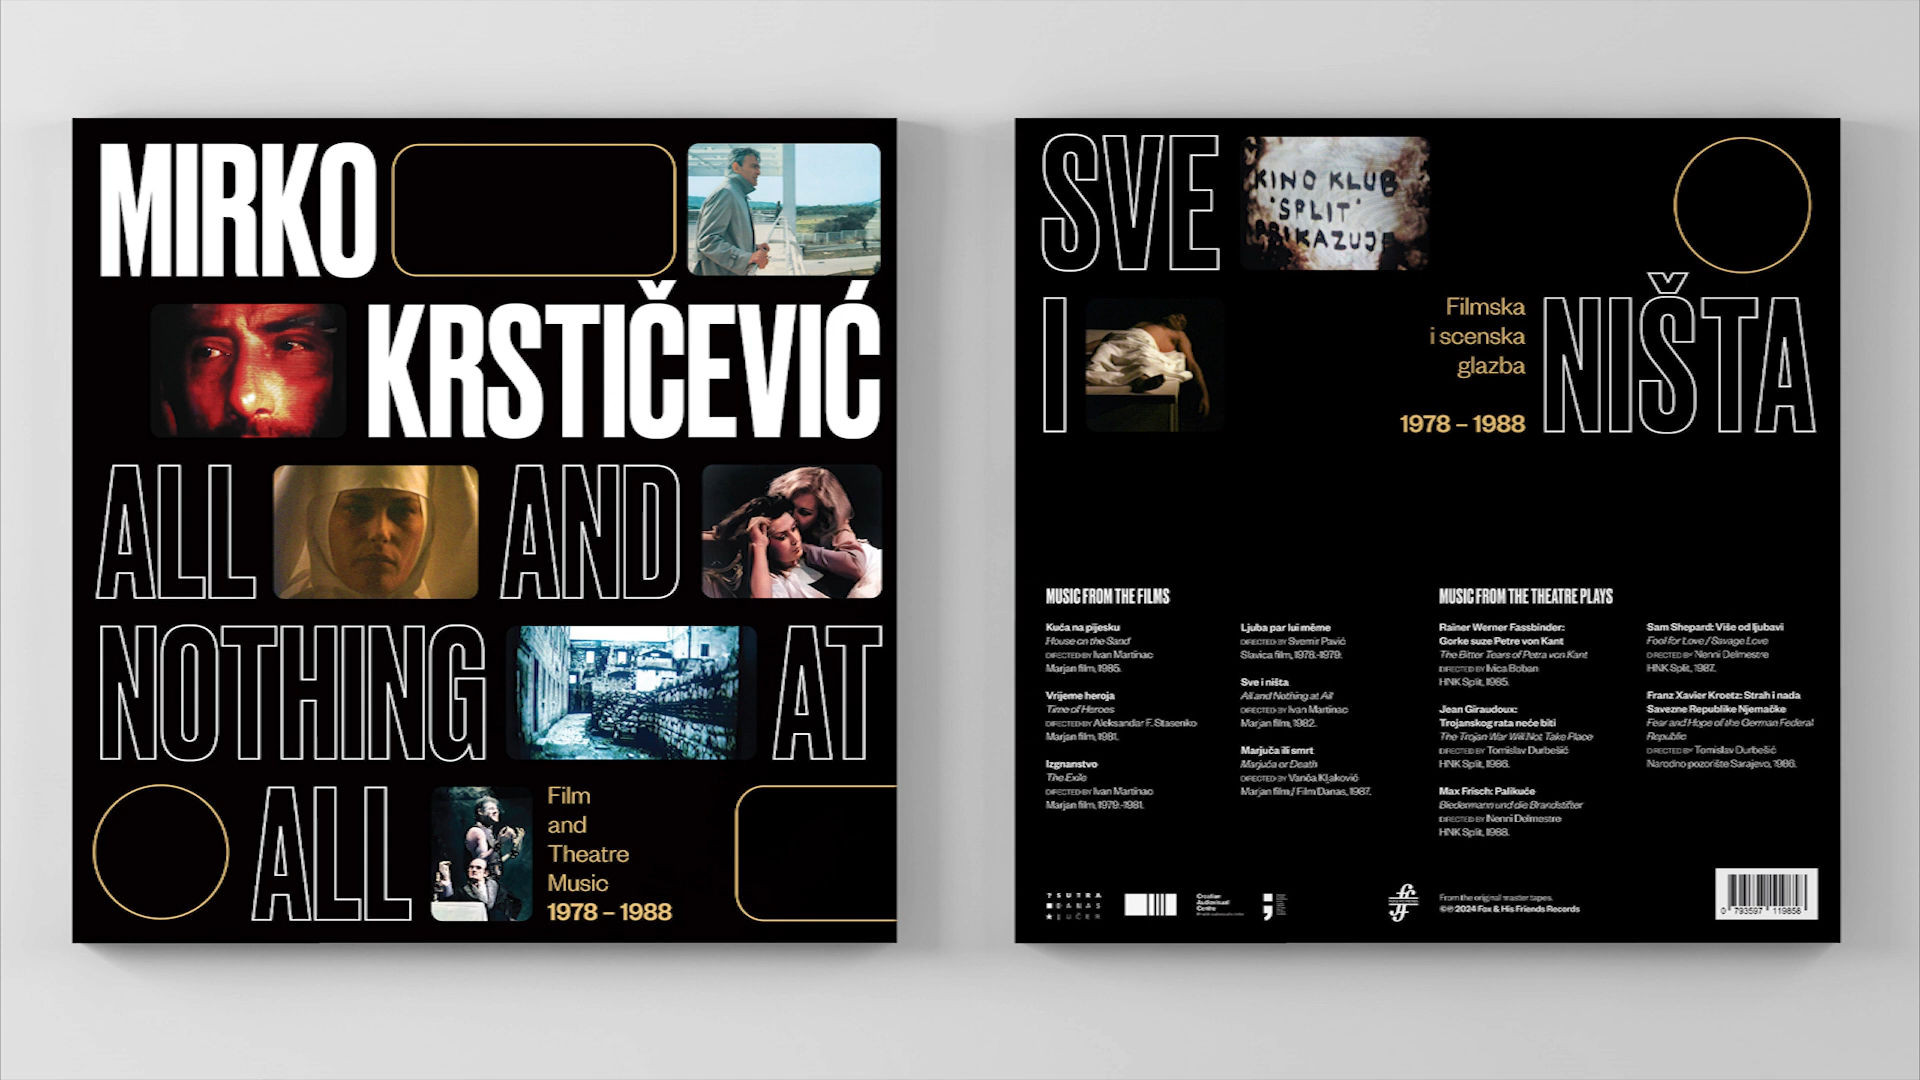 MIRKO
KRSTIČEVIĆ
ALL AND
NOTHING AT
ALL
Film
and
Theatre
Music
1978 – 1988
SVE
KINO KLUB
"SPLIT"
PRIKAZUJE
I NIŠTA
Filmska
i scenska
glazba
1978 – 1988
MUSIC FROM THE FILMS
Kuća na pijesku
House on the Sand
DIRECTED BY Ivan Martinac
Marjan film, 1985.
Vrijeme heroja
Time of Heroes
DIRECTED BY Aleksandar F. Stasenko
Marjan film, 1981.
Izgnanstvo
The Exile
DIRECTED BY Ivan Martinac
Marjan film, 1979.-1981.
Ljuba par lui même
DIRECTED BY Svemir Pavić
Slavica film, 1978.-1979.
Sve i ništa
All and Nothing at All
DIRECTED BY Ivan Martinac
Marjan film, 1982.
Marjuča ili smrt
Marjuča or Death
DIRECTED BY Vanča Kljaković
Marjan film / Film Danas, 1987.
MUSIC FROM THE THEATRE PLAYS
Rainer Werner Fassbinder:
Gorke suze Petre von Kant
The Bitter Tears of Petra von Kant
DIRECTED BY Ivica Boban
HNK Split, 1985.
Jean Giraudoux:
Trojanskog rata neće biti
The Trojan War Will Not Take Place
DIRECTED BY Tomislav Durbešić
HNK Split, 1986.
Max Frisch: Palikuće
Biedermann und die Brandstifter
DIRECTED BY Nenni Delmestre
HNK Split, 1988.
Sam Shepard: Više od ljubavi
Fool for Love / Savage Love
DIRECTED BY Nenni Delmestre
HNK Split, 1987.
Franz Xavier Kroetz: Strah i nada
Savezne Republike Njemačke
Fear and Hope of the German Federal
Republic
DIRECTED BY Tomislav Durbešić
Narodno pozorište Sarajevo, 1986.
SUTRA
DANAS
JUČER
Croatian
Audiovisual
Centre
From the original master tapes.
©℗ 2024 Fox & His Friends Records
0 793597 119858